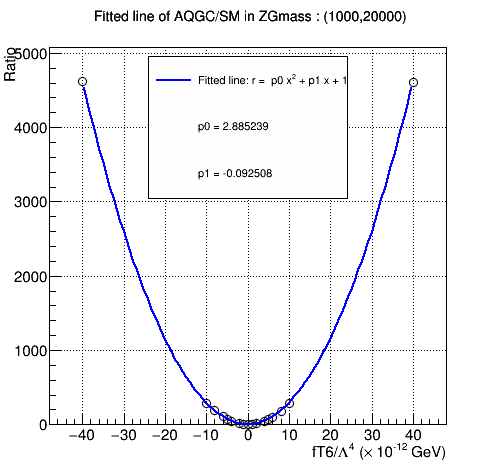 Fitted line of AQGC/SM in ZGmass : (1000,20000)
Ratio
5000
4000
3000
2000
1000
0
Fitted line: r = p0 x² + p1 x + 1
p0 = 2.885239
p1 = -0.092508
−40 −30 −20 −10 0 10 20 30 40
fT6/Λ⁴ (× 10⁻¹² GeV)